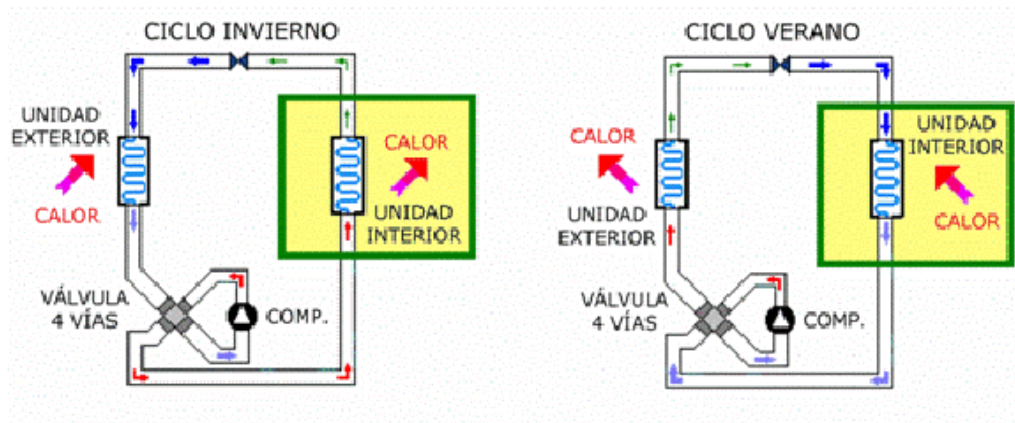 CICLO INVIERNO
UNIDAD
EXTERIOR
CALOR
CALOR
UNIDAD
INTERIOR
VÁLVULA
4 VÍAS
COMP.
CICLO VERANO
CALOR
UNIDAD
EXTERIOR
UNIDAD
INTERIOR
CALOR
VÁLVULA
4 VÍAS
COMP.